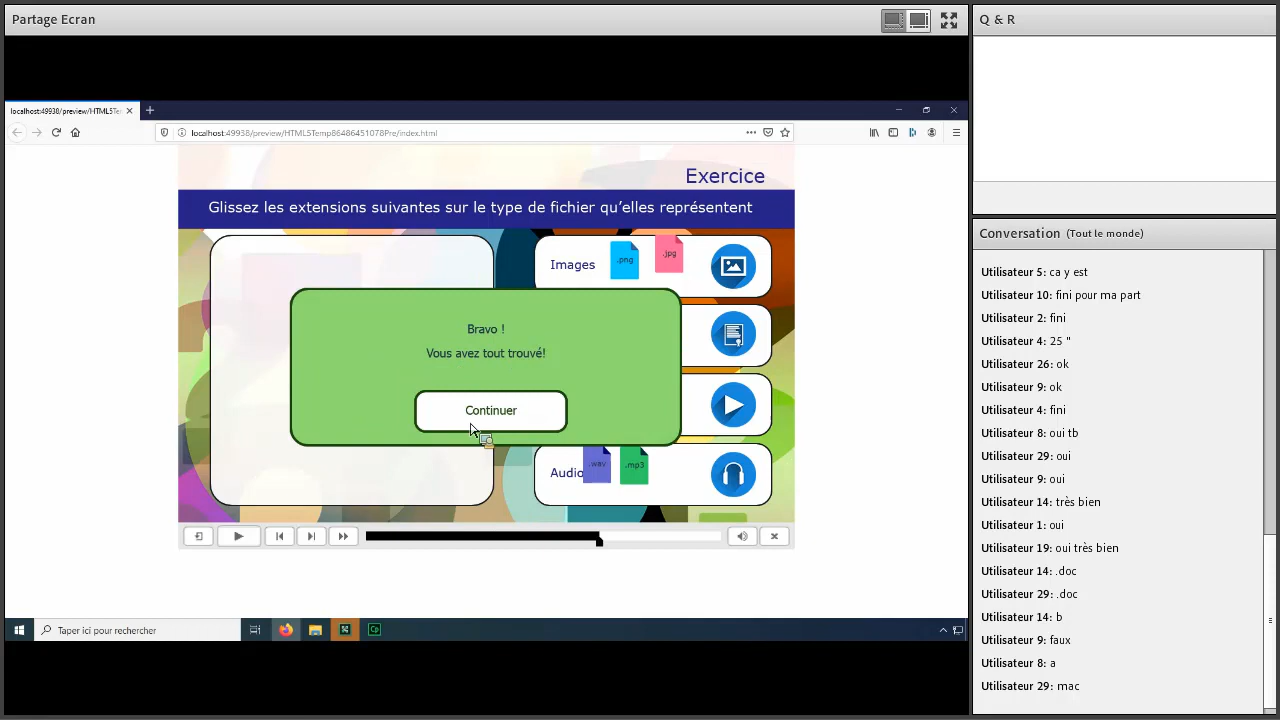 Partage Ecran
localhost:49938/preview/HTML5Te
localhost:49938/preview/HTML5Temp86486451078Pre/index.html
Exercice
Glissez les extensions suivantes sur le type de fichier qu’elles représentent
Images
.png
.jpg
Bravo !
Vous avez tout trouvé!
Continuer
Audio
.wav
.mp3
Taper ici pour rechercher
Cp
Q & R
Conversation (Tout le monde)
Utilisateur 5: ca y est
Utilisateur 10: fini pour ma part
Utilisateur 2: fini
Utilisateur 4: 25 "
Utilisateur 26: ok
Utilisateur 9: ok
Utilisateur 4: fini
Utilisateur 8: oui tb
Utilisateur 29: oui
Utilisateur 9: oui
Utilisateur 14: très bien
Utilisateur 1: oui
Utilisateur 19: oui très bien
Utilisateur 14: .doc
Utilisateur 29: .doc
Utilisateur 14: b
Utilisateur 9: faux
Utilisateur 8: a
Utilisateur 29: mac